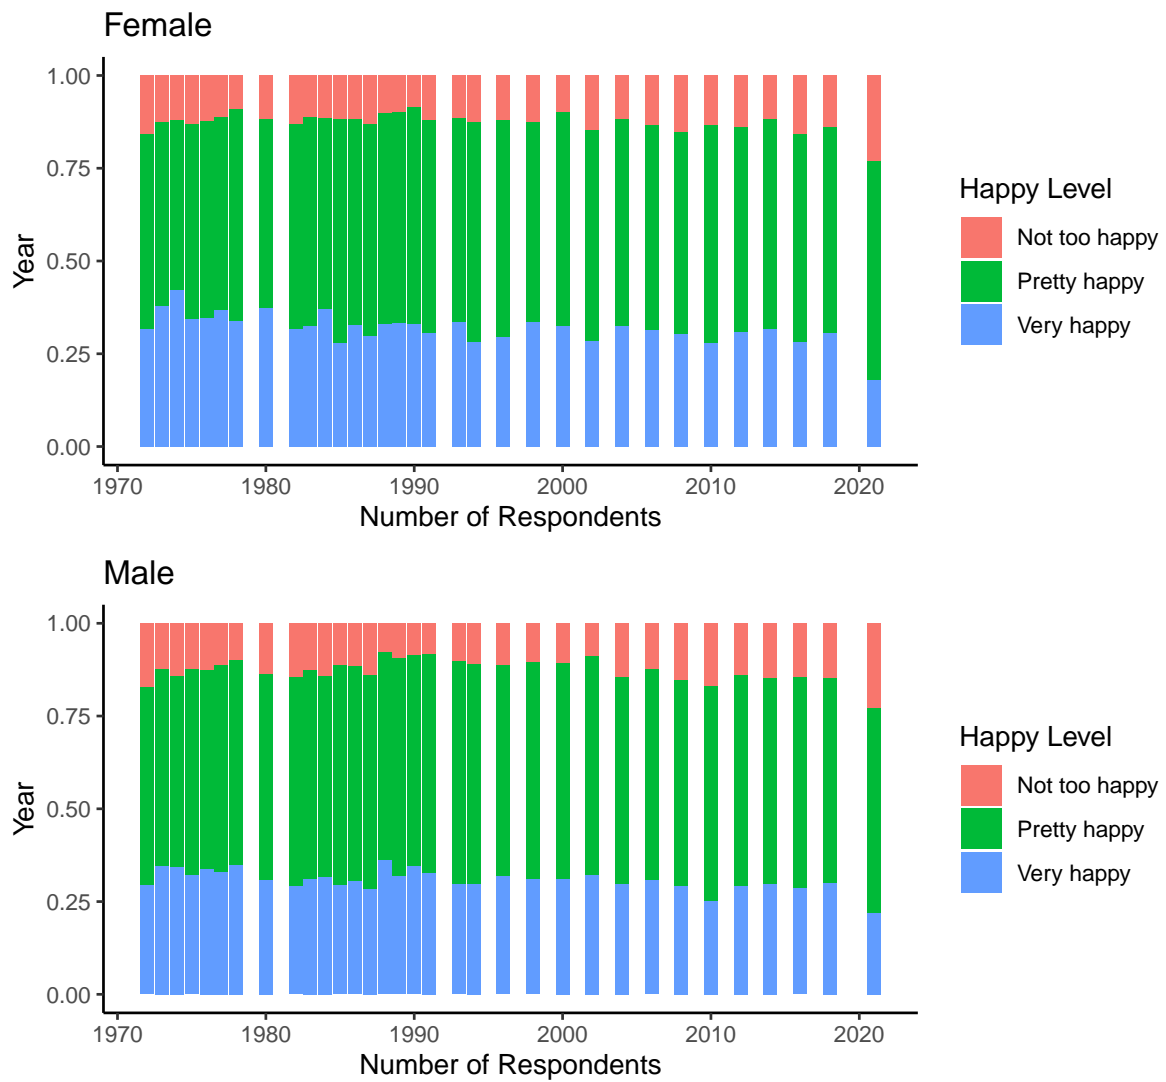 Female
1.00
0.75
0.50
0.25
0.00
Year
1970 1980 1990 2000 2010 2020
Number of Respondents
Happy Level
Not too happy
Pretty happy
Very happy
Male
1.00
0.75
0.50
0.25
0.00
Year
1970 1980 1990 2000 2010 2020
Number of Respondents
Happy Level
Not too happy
Pretty happy
Very happy